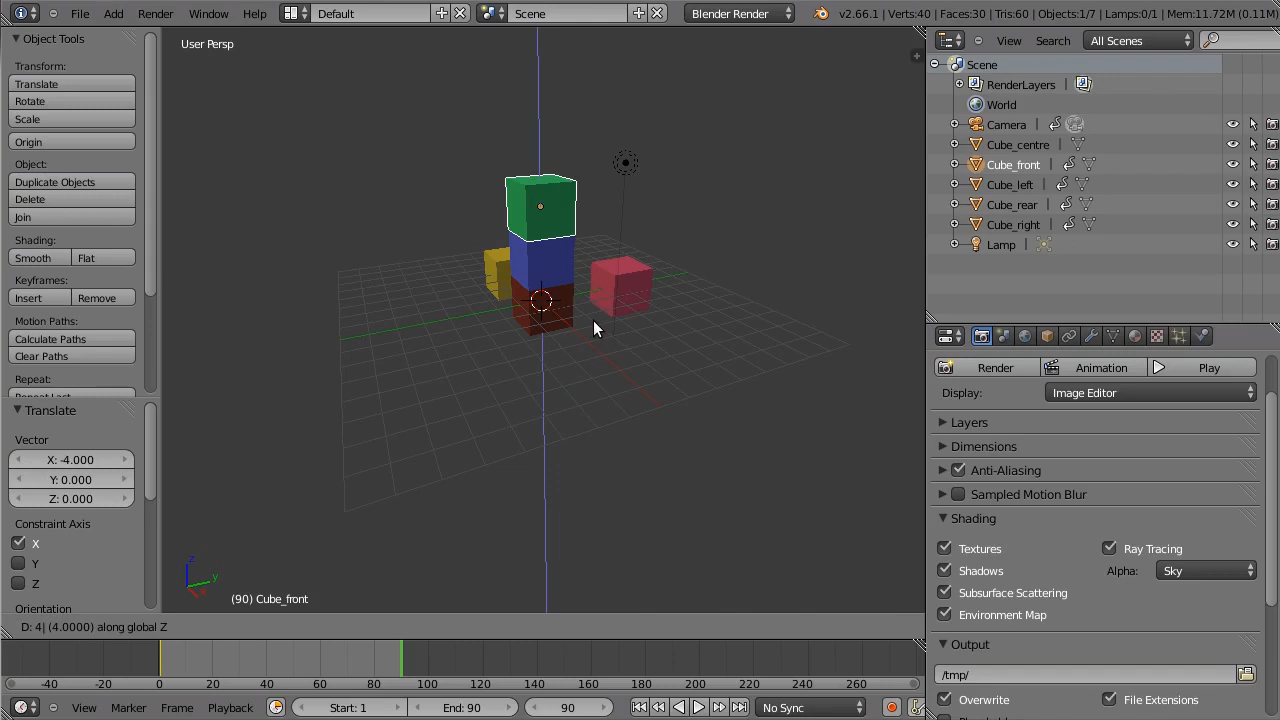 File Add Render Window Help Default Scene Blender Render v2.66.1 | Verts:40 | Faces:30 | Tris:60 | Objects:1/7 | Lamps:0/1 | Mem:11.72M (0.11M)
Object Tools
Transform:
Translate
Rotate
Scale
Origin
Object:
Duplicate Objects
Delete
Join
Shading:
Smooth Flat
Keyframes:
Insert Remove
Motion Paths:
Calculate Paths
Clear Paths
Repeat:
Translate
Vector
X: -4.000
Y: 0.000
Z: 0.000
Constraint Axis
X
Y
Z
Orientation
User Persp
z
y
x
(90) Cube_front
D: 4| (4.0000) along global Z
-40 -20 0 20 40 60 80 100 120 140 160 180 200 220 240 260
View Marker Frame Playback Start: 1 End: 90 90 No Sync
View Search All Scenes
Scene
RenderLayers |
World
Camera |
Cube_centre |
Cube_front |
Cube_left |
Cube_rear |
Cube_right |
Lamp |
Render Animation Play
Display: Image Editor
Layers
Dimensions
Anti-Aliasing
Sampled Motion Blur
Shading
Textures Ray Tracing
Shadows Alpha: Sky
Subsurface Scattering
Environment Map
Output
/tmp/
Overwrite File Extensions